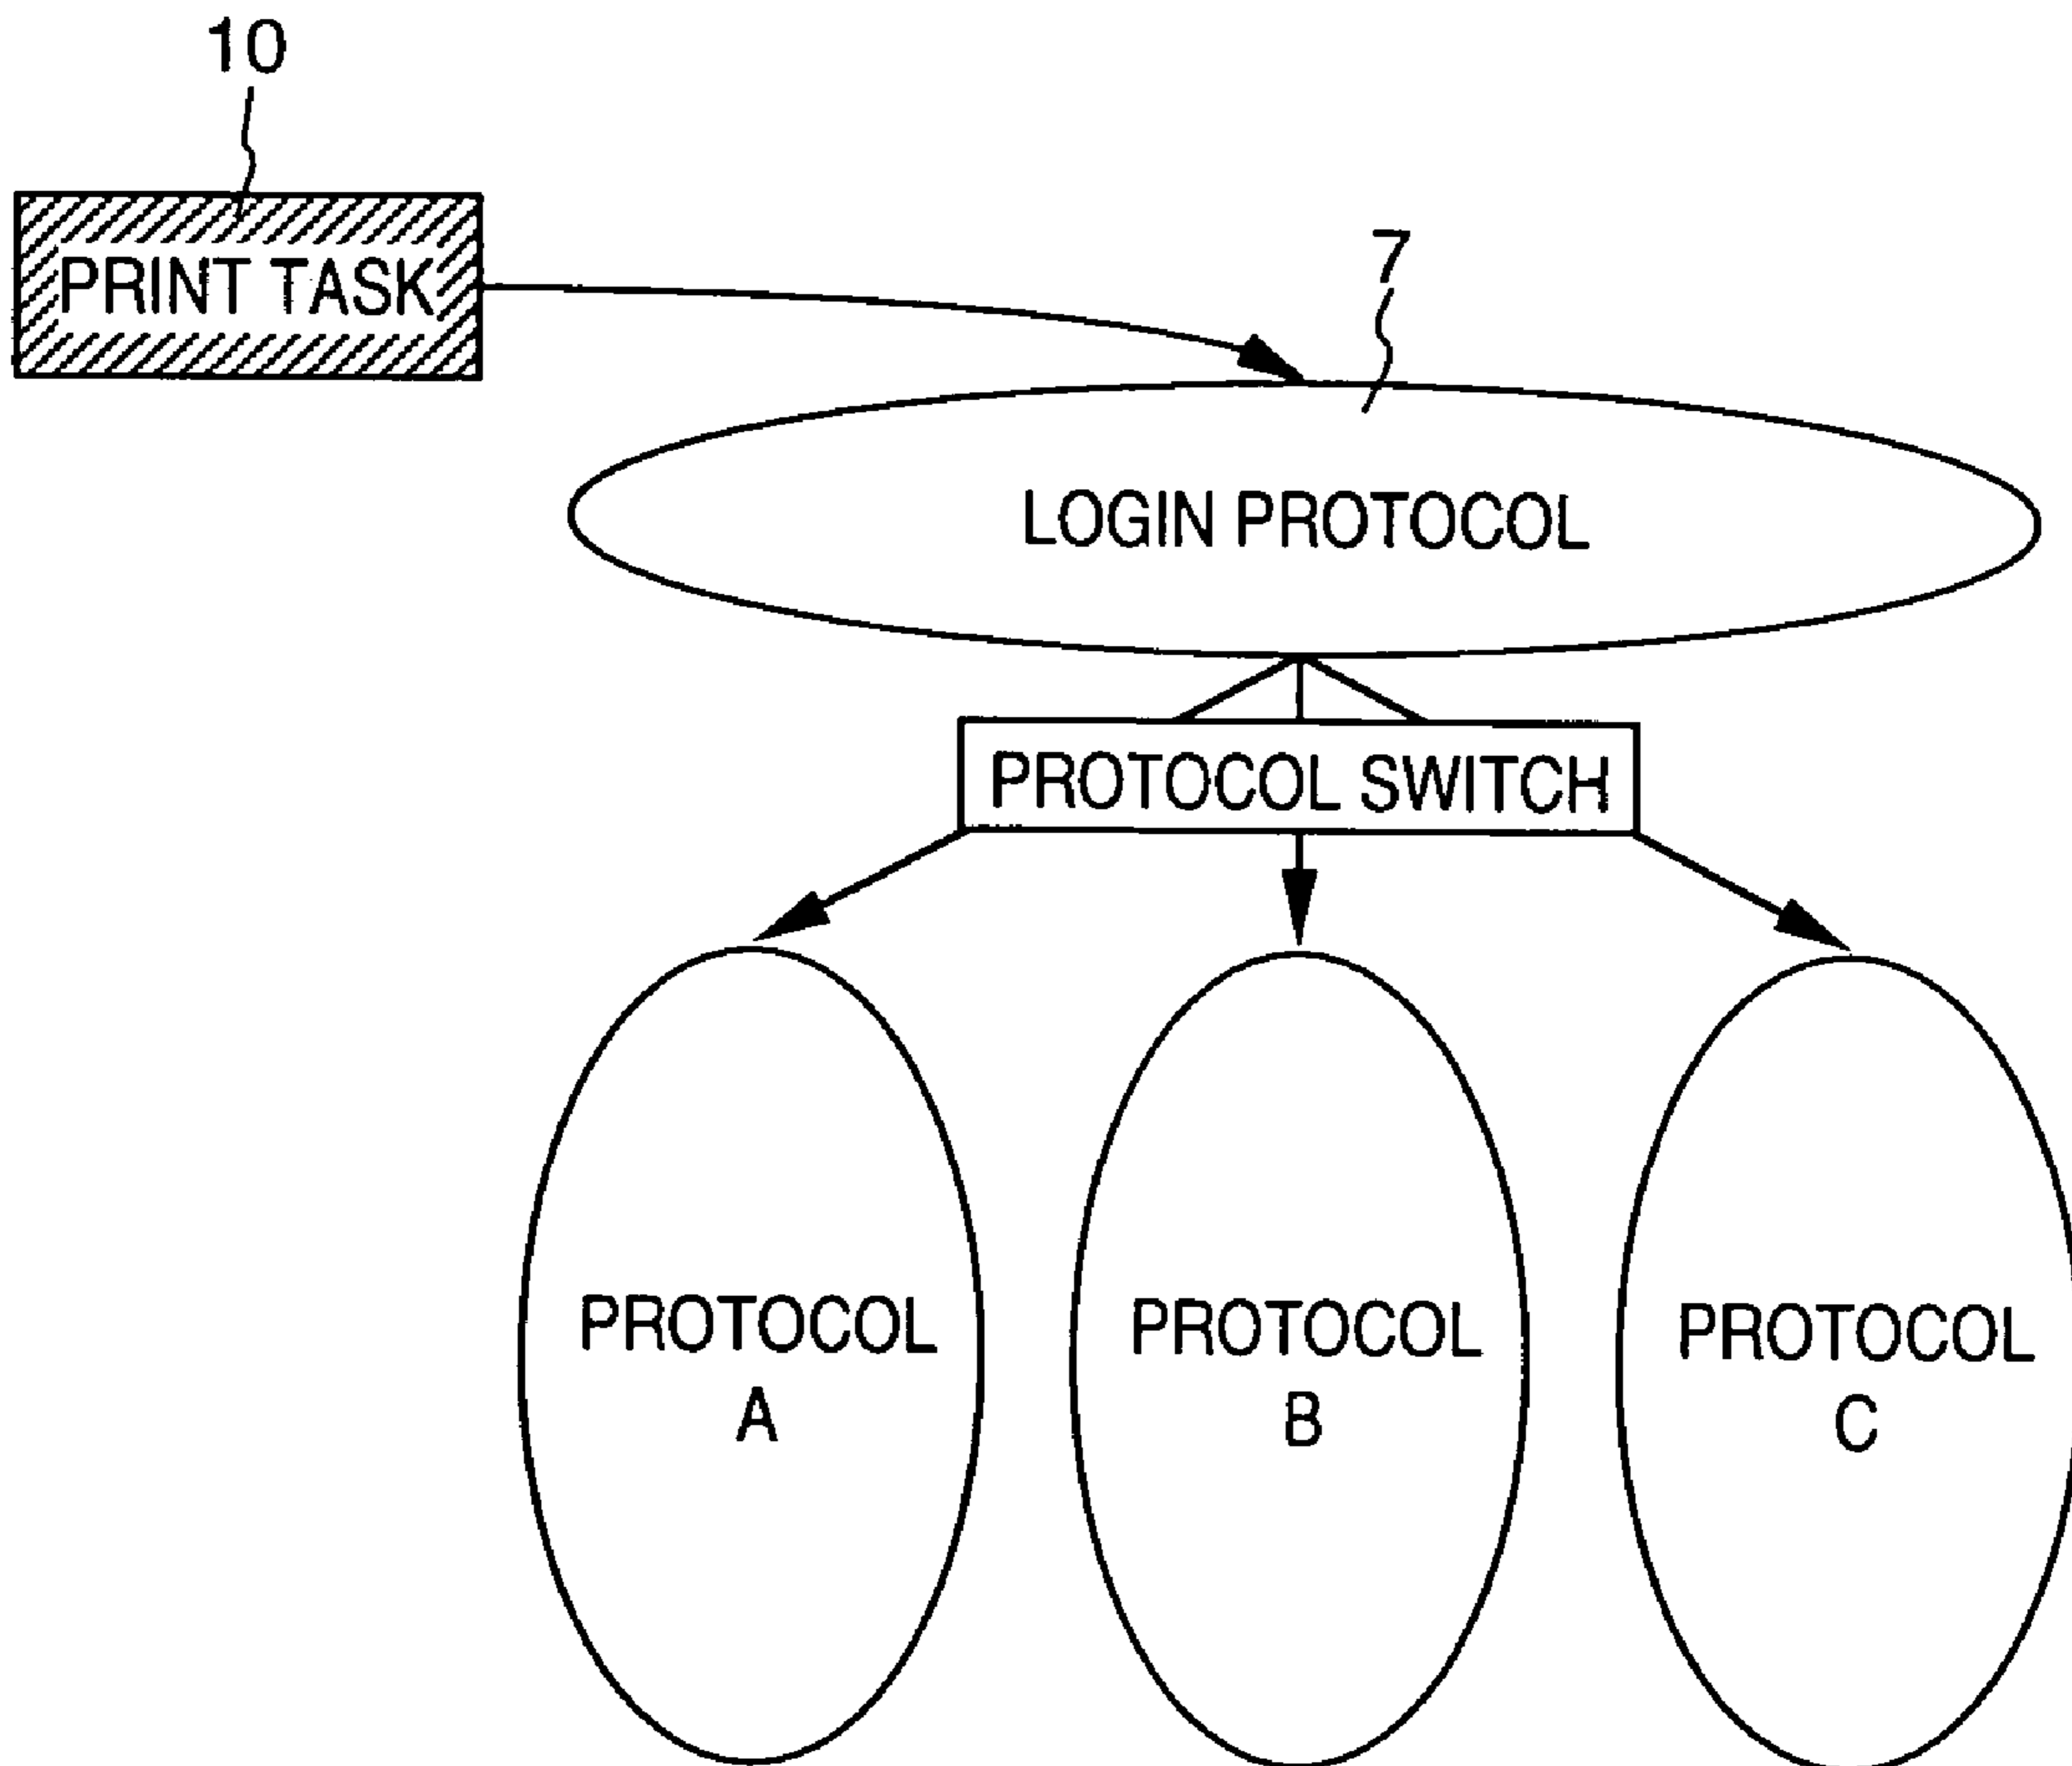 10
PRINT TASK
7
LOGIN PROTOCOL
PROTOCOL SWITCH
PROTOCOL
A
PROTOCOL
B
PROTOCOL
C